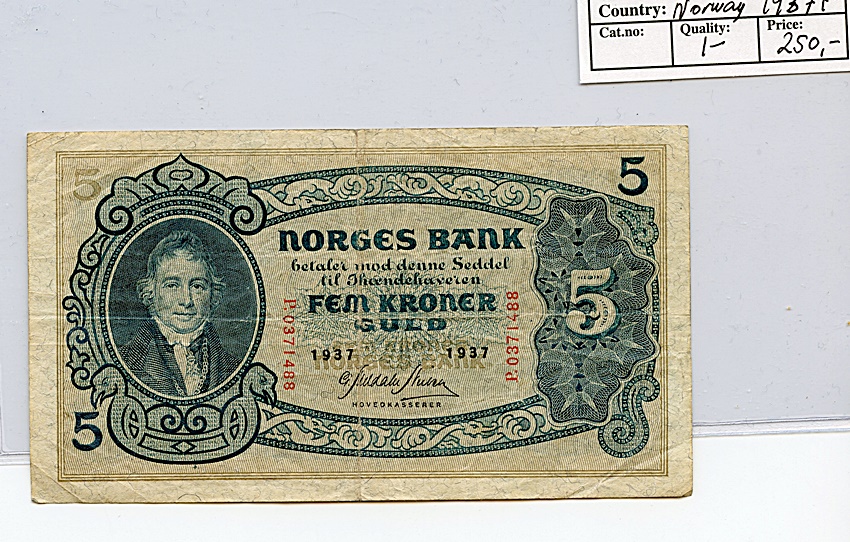 Country: Norway
Cat.no: Quality: Price:
1- 250,-
5 5
NORGES BANK
betaler mod denne Seddel
til Ihændehaveren
FEM KRONER
GULD
P.0371488 P.0371488
5
1937 1937
HOVEDKASSERER
5